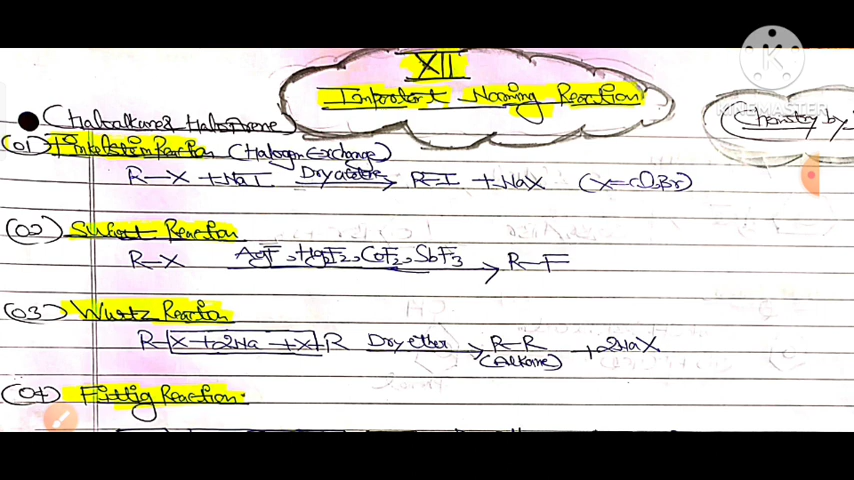 XII
Important Naming Reaction
Chemistry by
KINEMASTER
Haloalkane & Haloarene
(01) Finkelstein Reaction (Halogen Exchange)
R—X + NaI Dry acetone → R—I + NaX (X=Cl,Br)
(02) Swart Reaction
R—X AgF, Hg2F2, CoF2, SbF3 → R—F
(03) Wurtz Reaction
R—X + 2Na + X—R Dry ether → R—R + 2NaX
(Alkane)
(04) Fittig Reaction